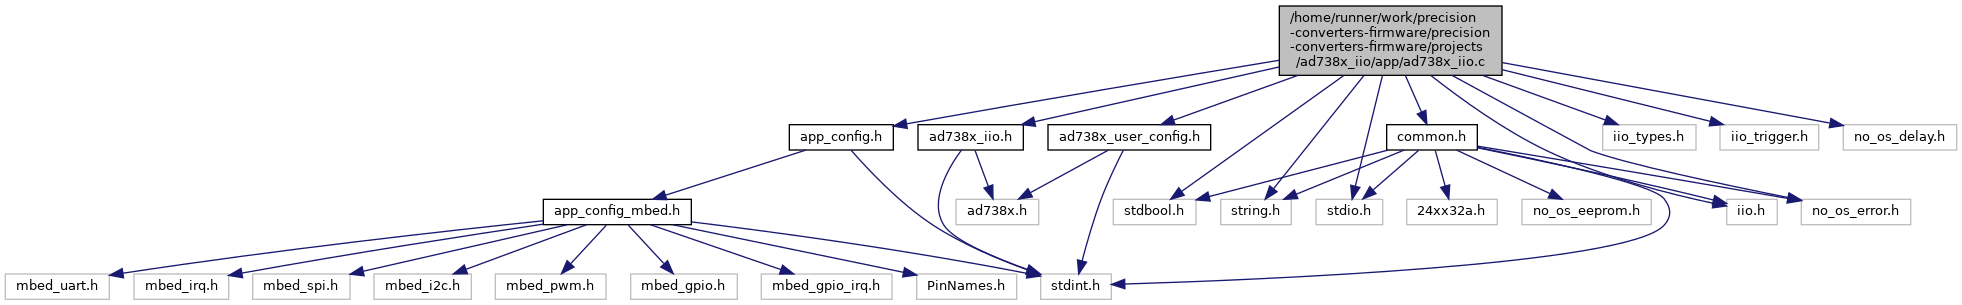 /home/runner/work/precision
-converters-firmware/precision
-converters-firmware/projects
/ad738x_iio/app/ad738x_iio.c
app_config.h
ad738x_iio.h
ad738x_user_config.h
common.h
iio_types.h
iio_trigger.h
no_os_delay.h
app_config_mbed.h
ad738x.h
stdbool.h
string.h
stdio.h
24xx32a.h
no_os_eeprom.h
iio.h
no_os_error.h
mbed_uart.h
mbed_irq.h
mbed_spi.h
mbed_i2c.h
mbed_pwm.h
mbed_gpio.h
mbed_gpio_irq.h
PinNames.h
stdint.h